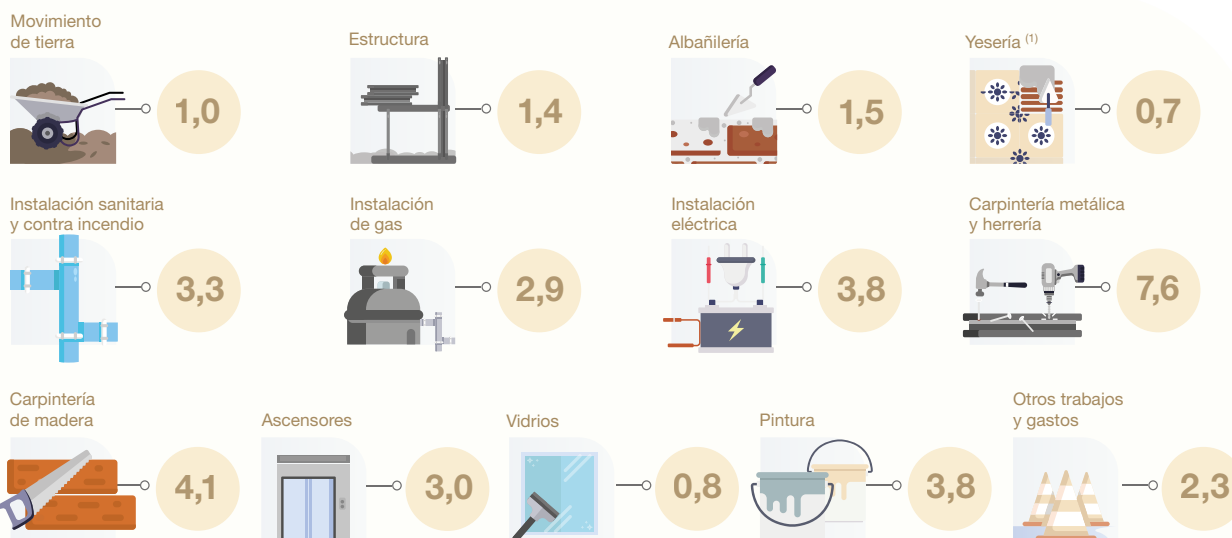 Movimiento
de tierra
1,0
Estructura
1,4
Albañilería
1,5
Yesería (1)
0,7
Instalación sanitaria
y contra incendio
3,3
Instalación
de gas
2,9
Instalación
eléctrica
3,8
Carpintería metálica
y herrería
7,6
Carpintería
de madera
4,1
Ascensores
3,0
Vidrios
0,8
Pintura
3,8
Otros trabajos
y gastos
2,3